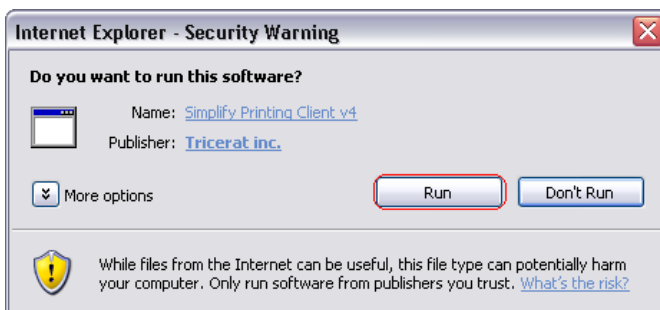 Internet Explorer - Security Warning
Do you want to run this software?
Name: Simplify Printing Client v4
Publisher: Tricerat inc.
More options
Run
Don't Run
While files from the Internet can be useful, this file type can potentially harm
your computer. Only run software from publishers you trust. What's the risk?